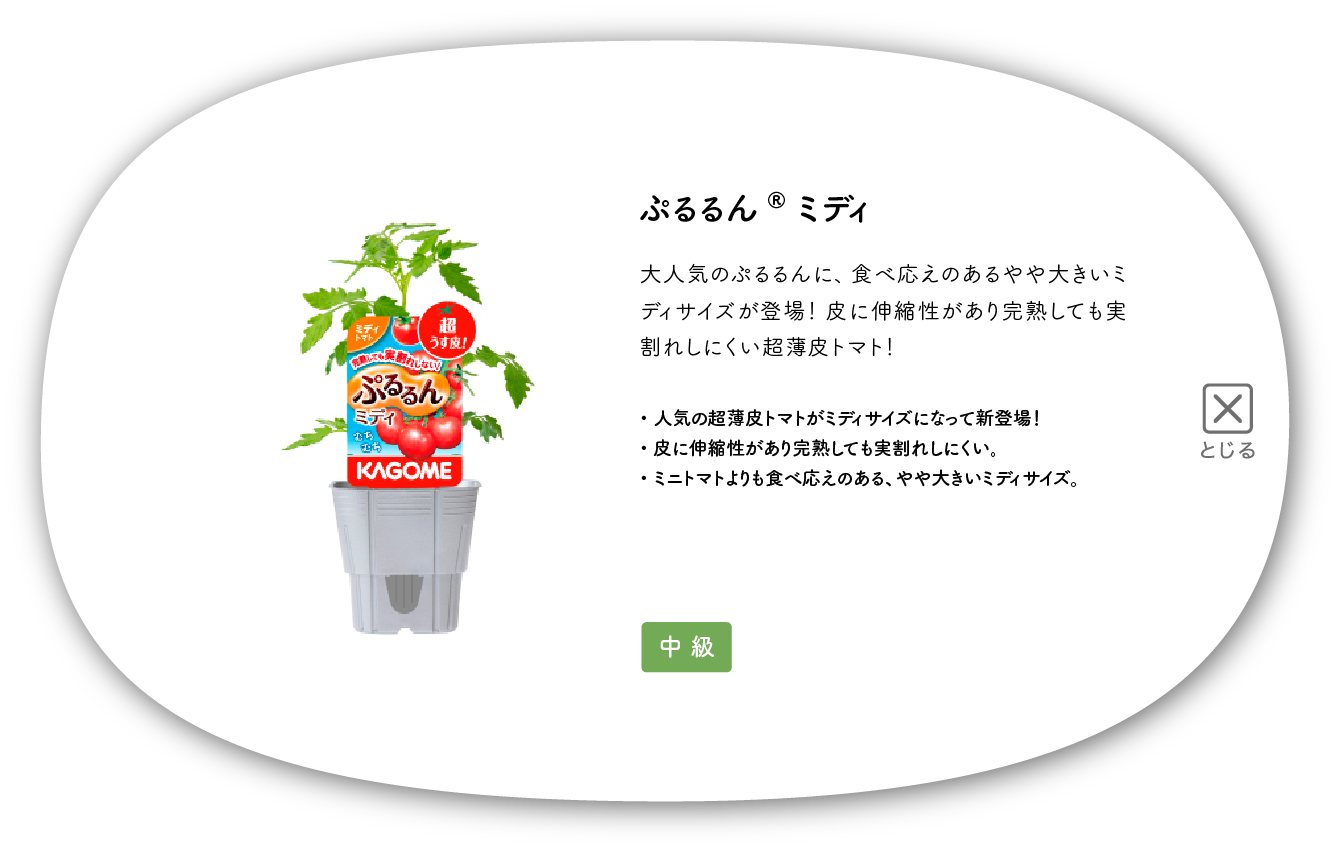 ぷるるん® ミディ
大人気のぷるるんに、食べ応えのあるやや大きいミ
ディサイズが登場！皮に伸縮性があり完熟しても実
割れしにくい超薄皮トマト！
・人気の超薄皮トマトがミディサイズになって新登場！
・皮に伸縮性があり完熟しても実割れしにくい。
・ミニトマトよりも食べ応えのある、やや大きいミディサイズ。
中級
とじる
ミディ
トマト
超
うす皮！
完熟しても実割れしない！
ぷるるん
ミディ
むち
むち
KAGOME